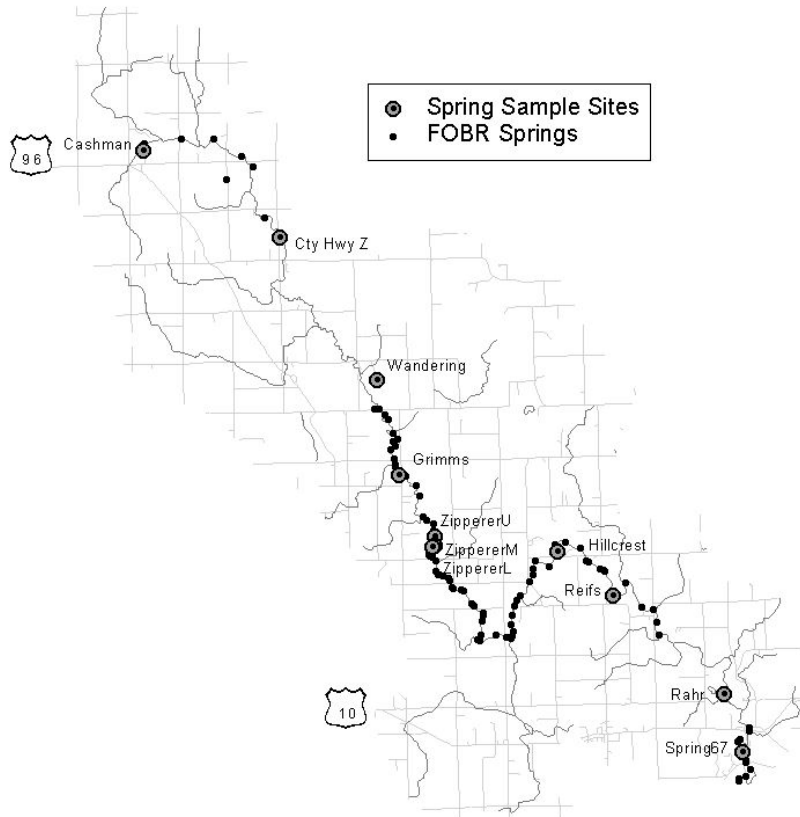 Spring Sample Sites
FOBR Springs
Cashman
96
Cty Hwy Z
Wandering
Grimms
ZippererU
ZippererM
ZippererL
Hillcrest
Reifs
Rahr
10
Spring67